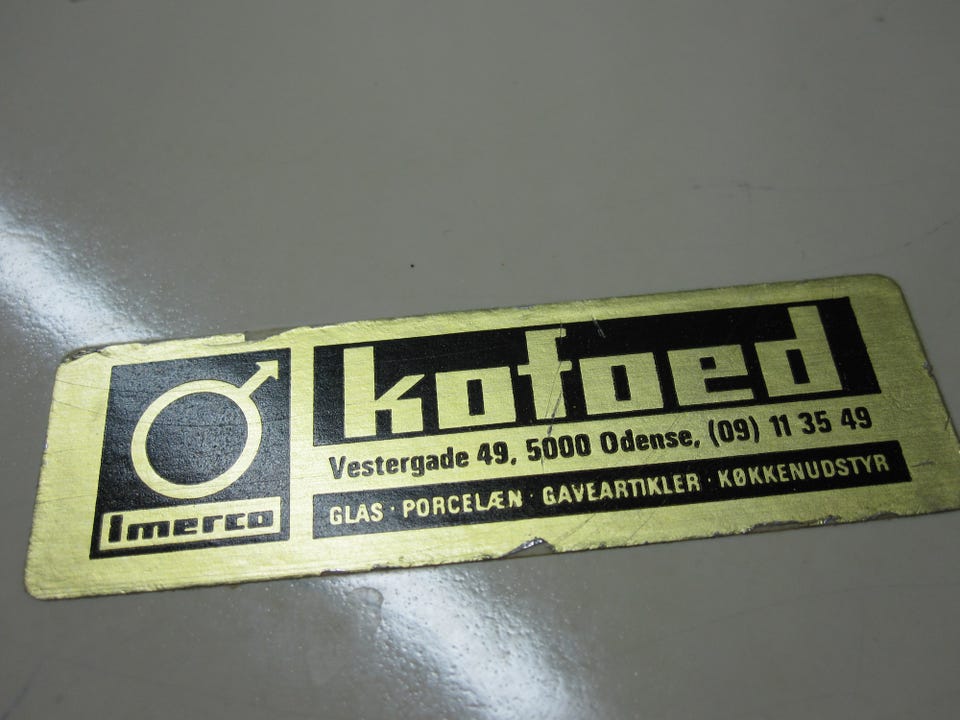 Imerco
kofoed
Vestergade 49, 5000 Odense, (09) 11 35 49
GLAS · PORCELÆN · GAVEARTIKLER · KØKKENUDSTYR